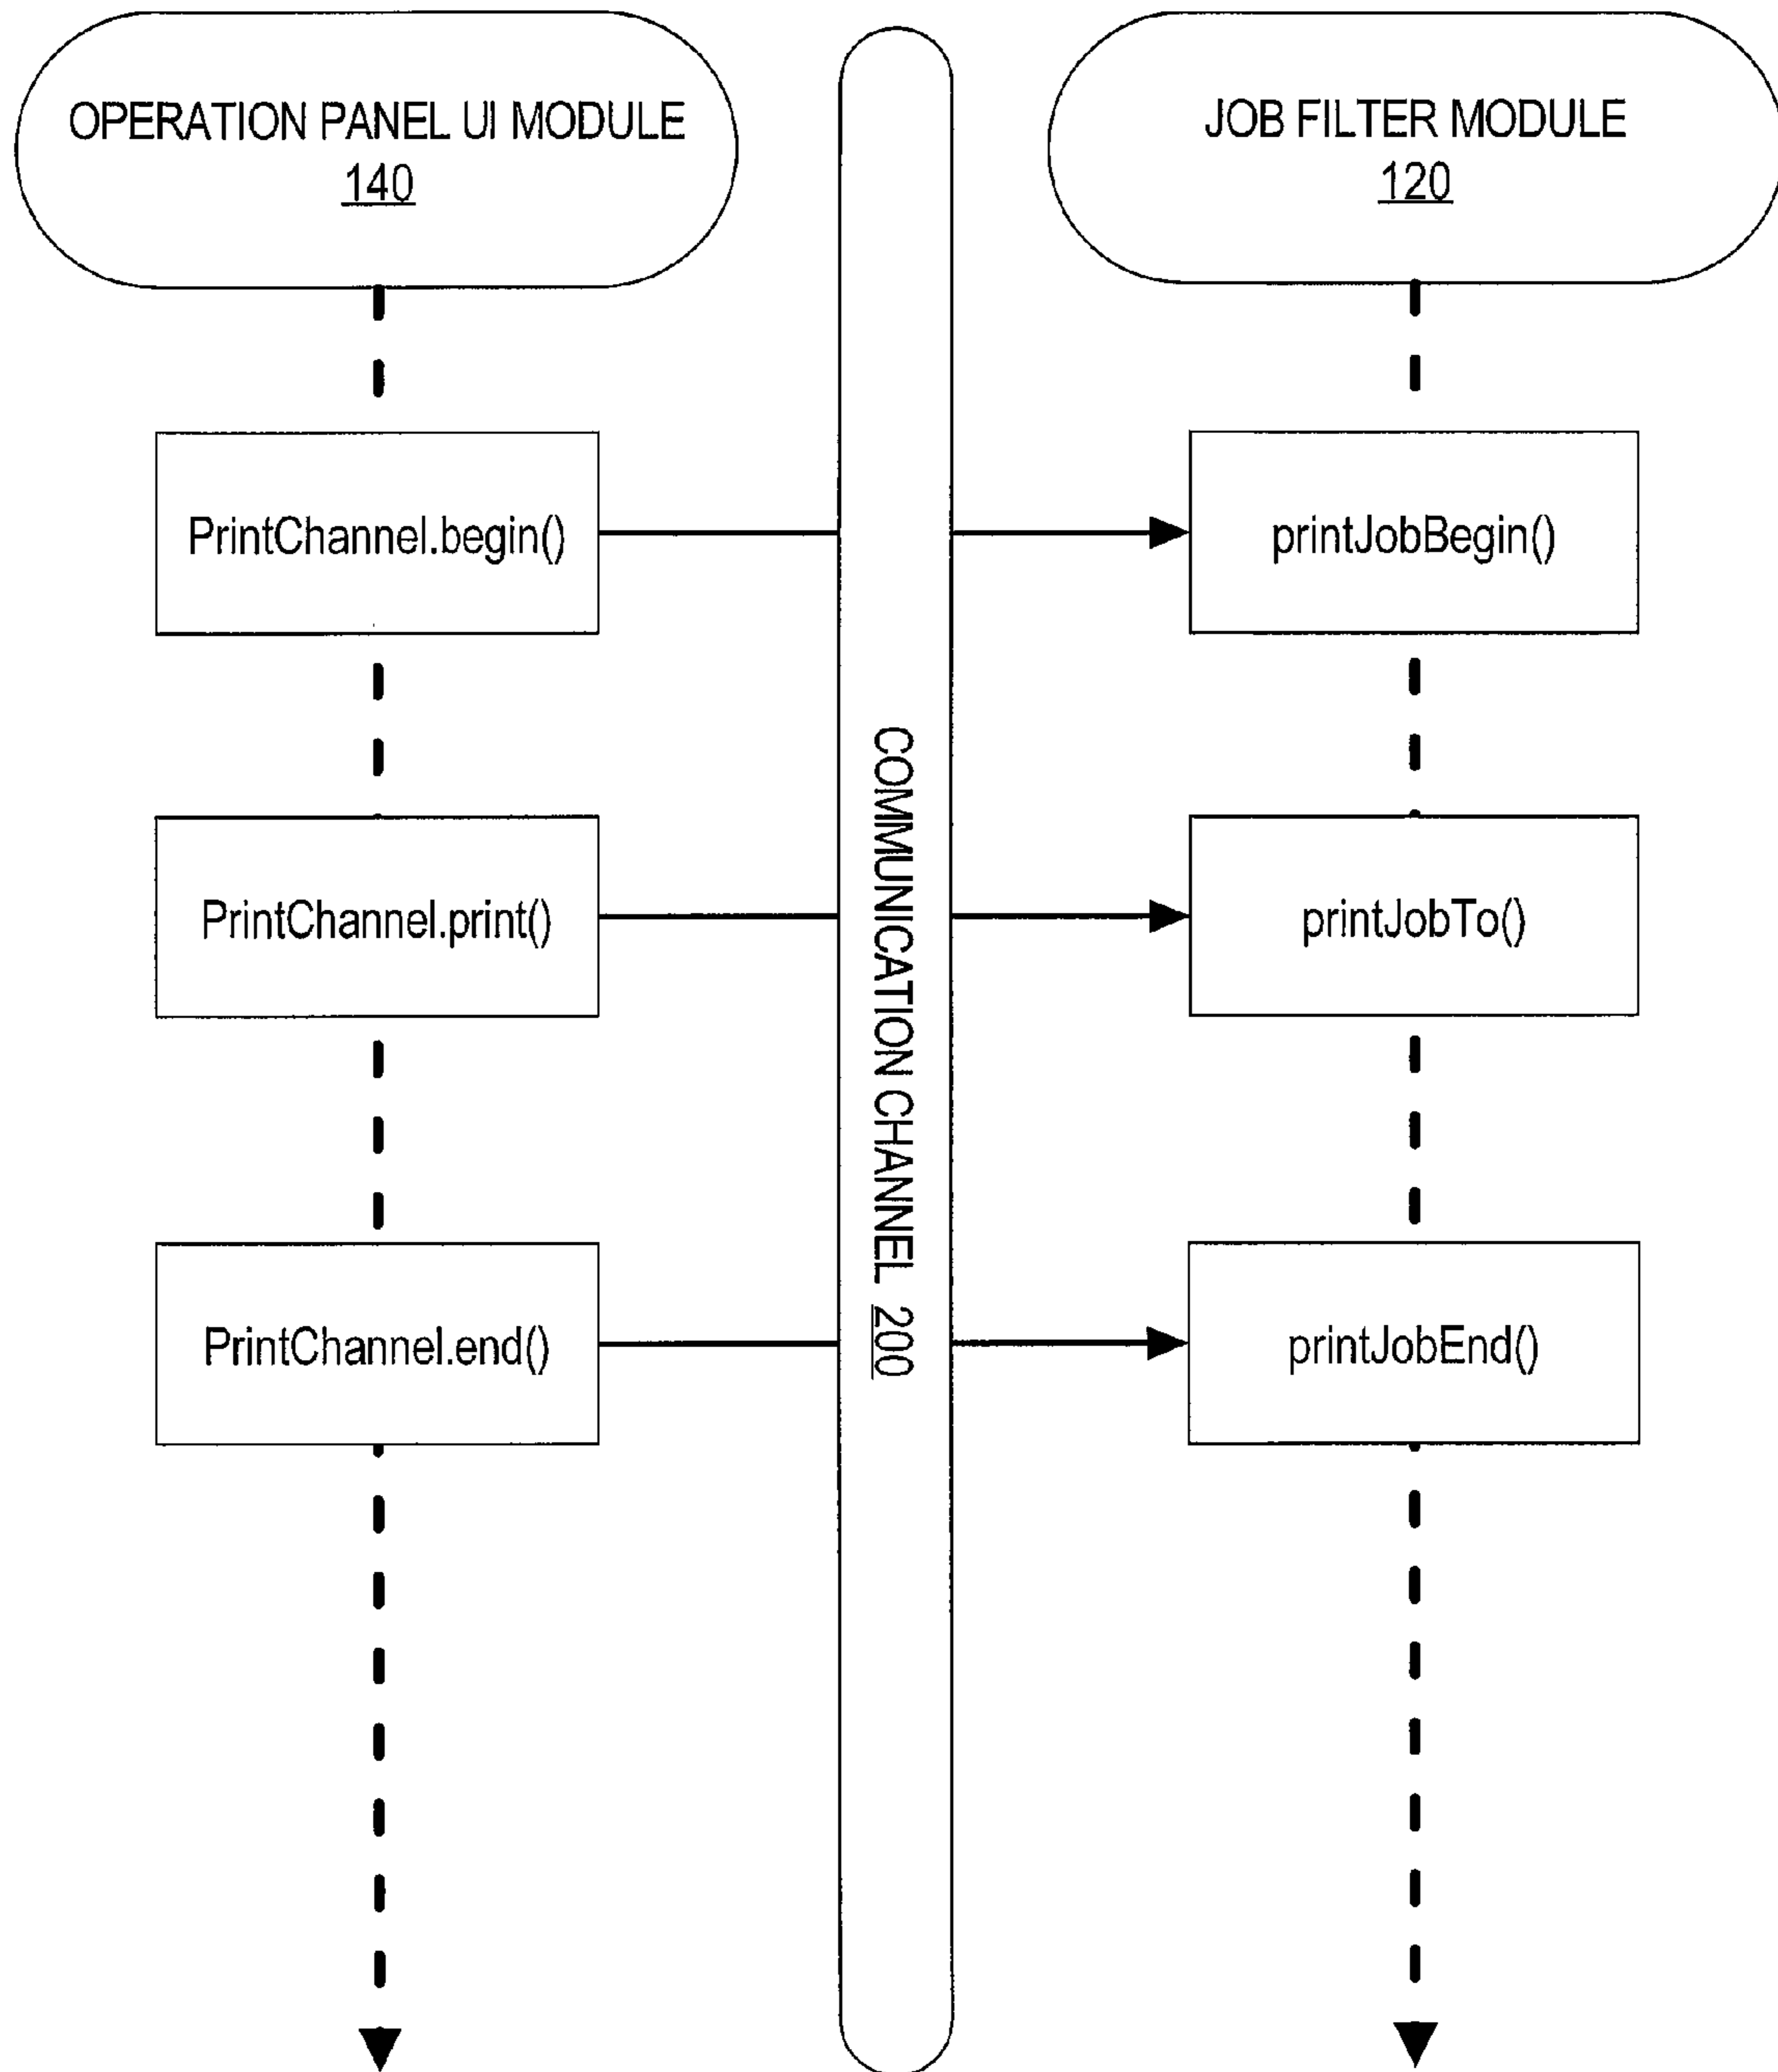 OPERATION PANEL UI MODULE
140
JOB FILTER MODULE
120
PrintChannel.begin()
printJobBegin()
COMMUNICATION CHANNEL 200
PrintChannel.print()
printJobTo()
PrintChannel.end()
printJobEnd()